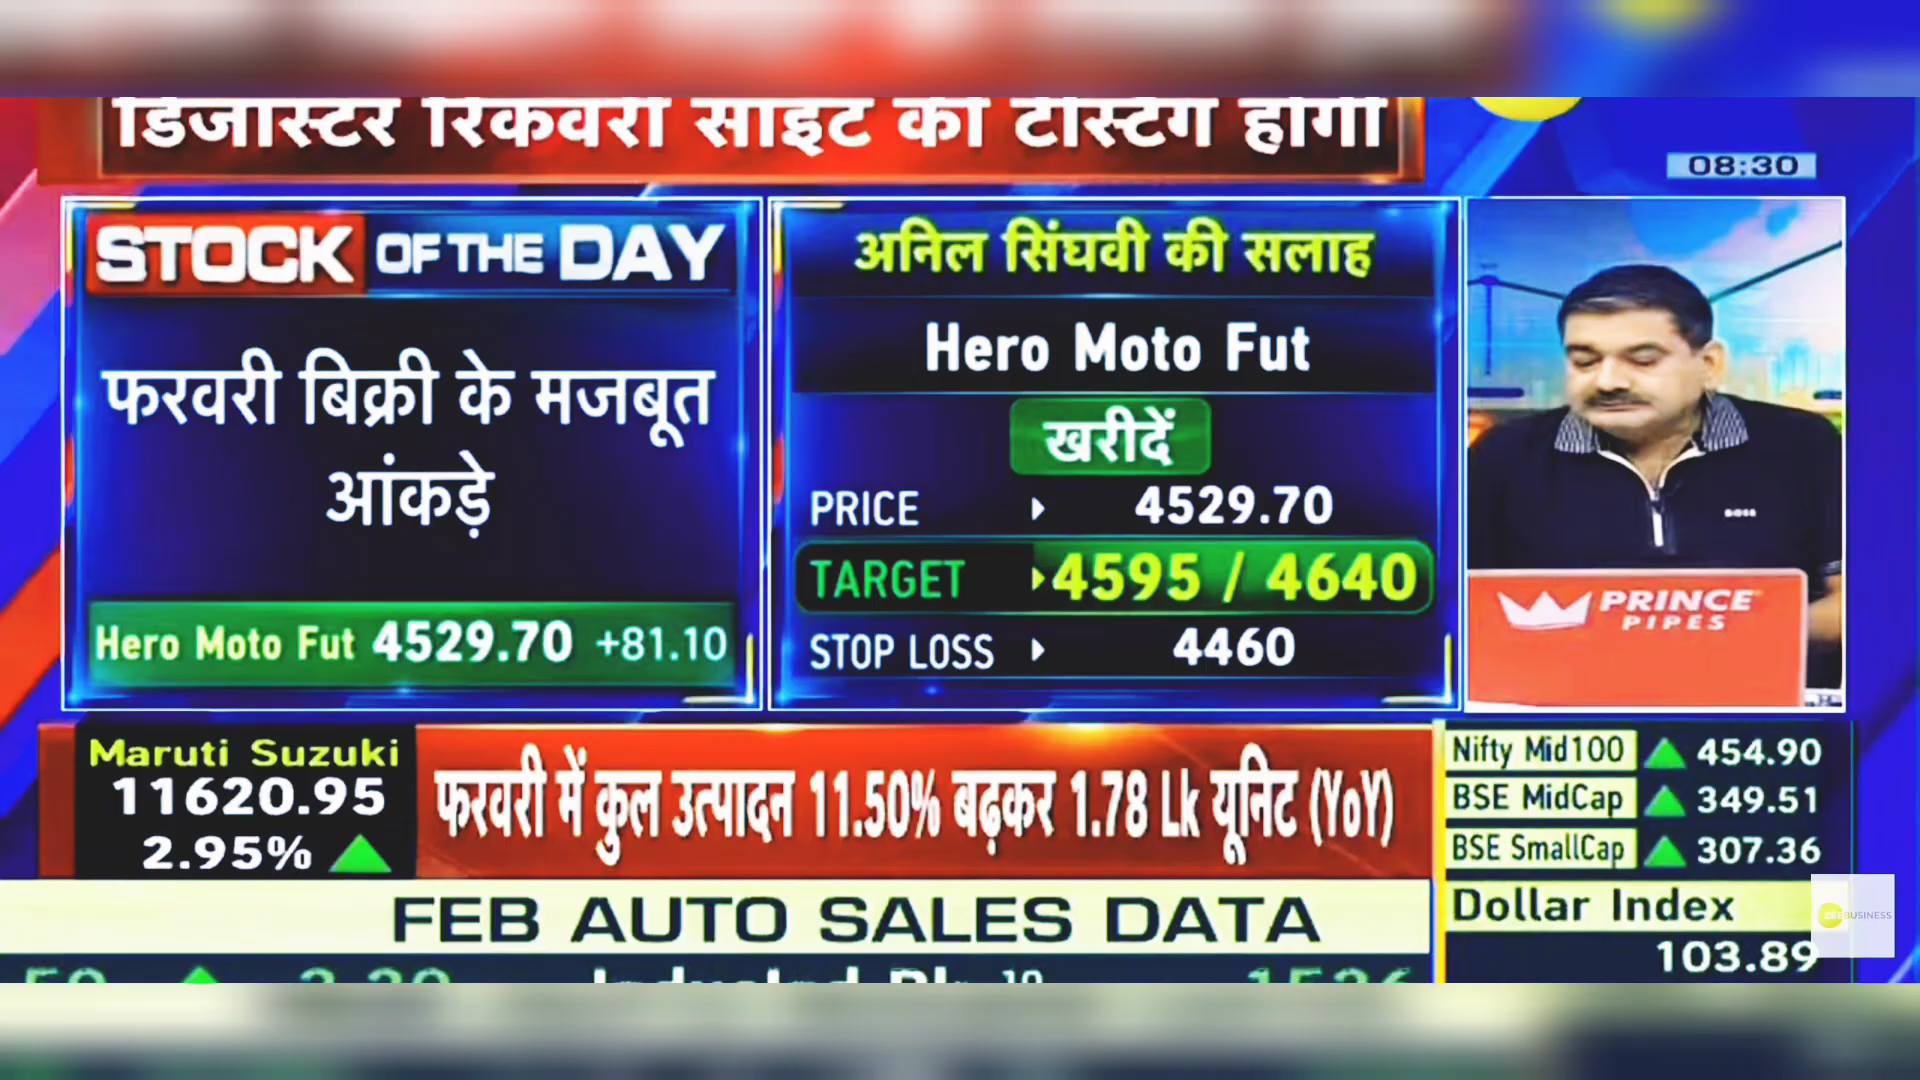 डिजास्टर रिकवरी साइट की टेस्टिंग होगी
08:30
STOCK OF THE DAY
फरवरी बिक्री के मजबूत
आंकड़े
Hero Moto Fut 4529.70 +81.10
अनिल सिंघवी की सलाह
Hero Moto Fut
खरीदें
PRICE 4529.70
TARGET 4595 / 4640
STOP LOSS 4460
BOSS
PRINCE
PIPES
Maruti Suzuki
11620.95
2.95%
फरवरी में कुल उत्पादन 11.50% बढ़कर 1.78 Lk यूनिट (YoY)
Nifty Mid100 454.90
BSE MidCap 349.51
BSE SmallCap 307.36
Dollar Index
103.89
FEB AUTO SALES DATA
ZEE BUSINESS